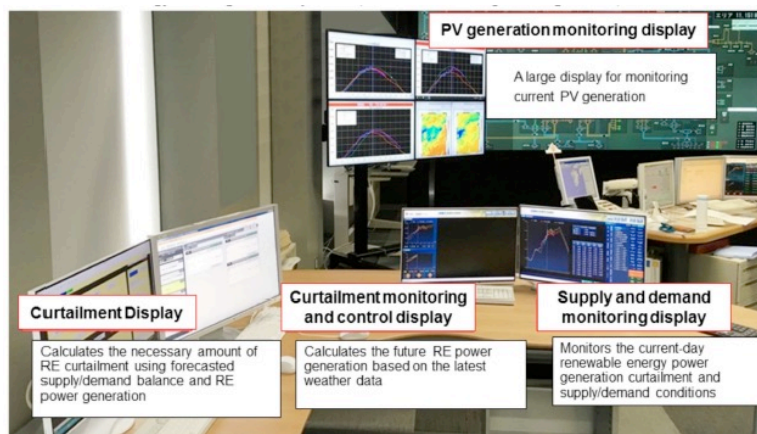 PV generation monitoring display
A large display for monitoring
current PV generation
Curtailment Display
Calculates the necessary amount of
RE curtailment using forecasted
supply/demand balance and RE
power generation
Curtailment monitoring
and control display
Calculates the future RE power
generation based on the latest
weather data
Supply and demand
monitoring display
Monitors the current-day
renewable energy power
generation curtailment and
supply/demand conditions